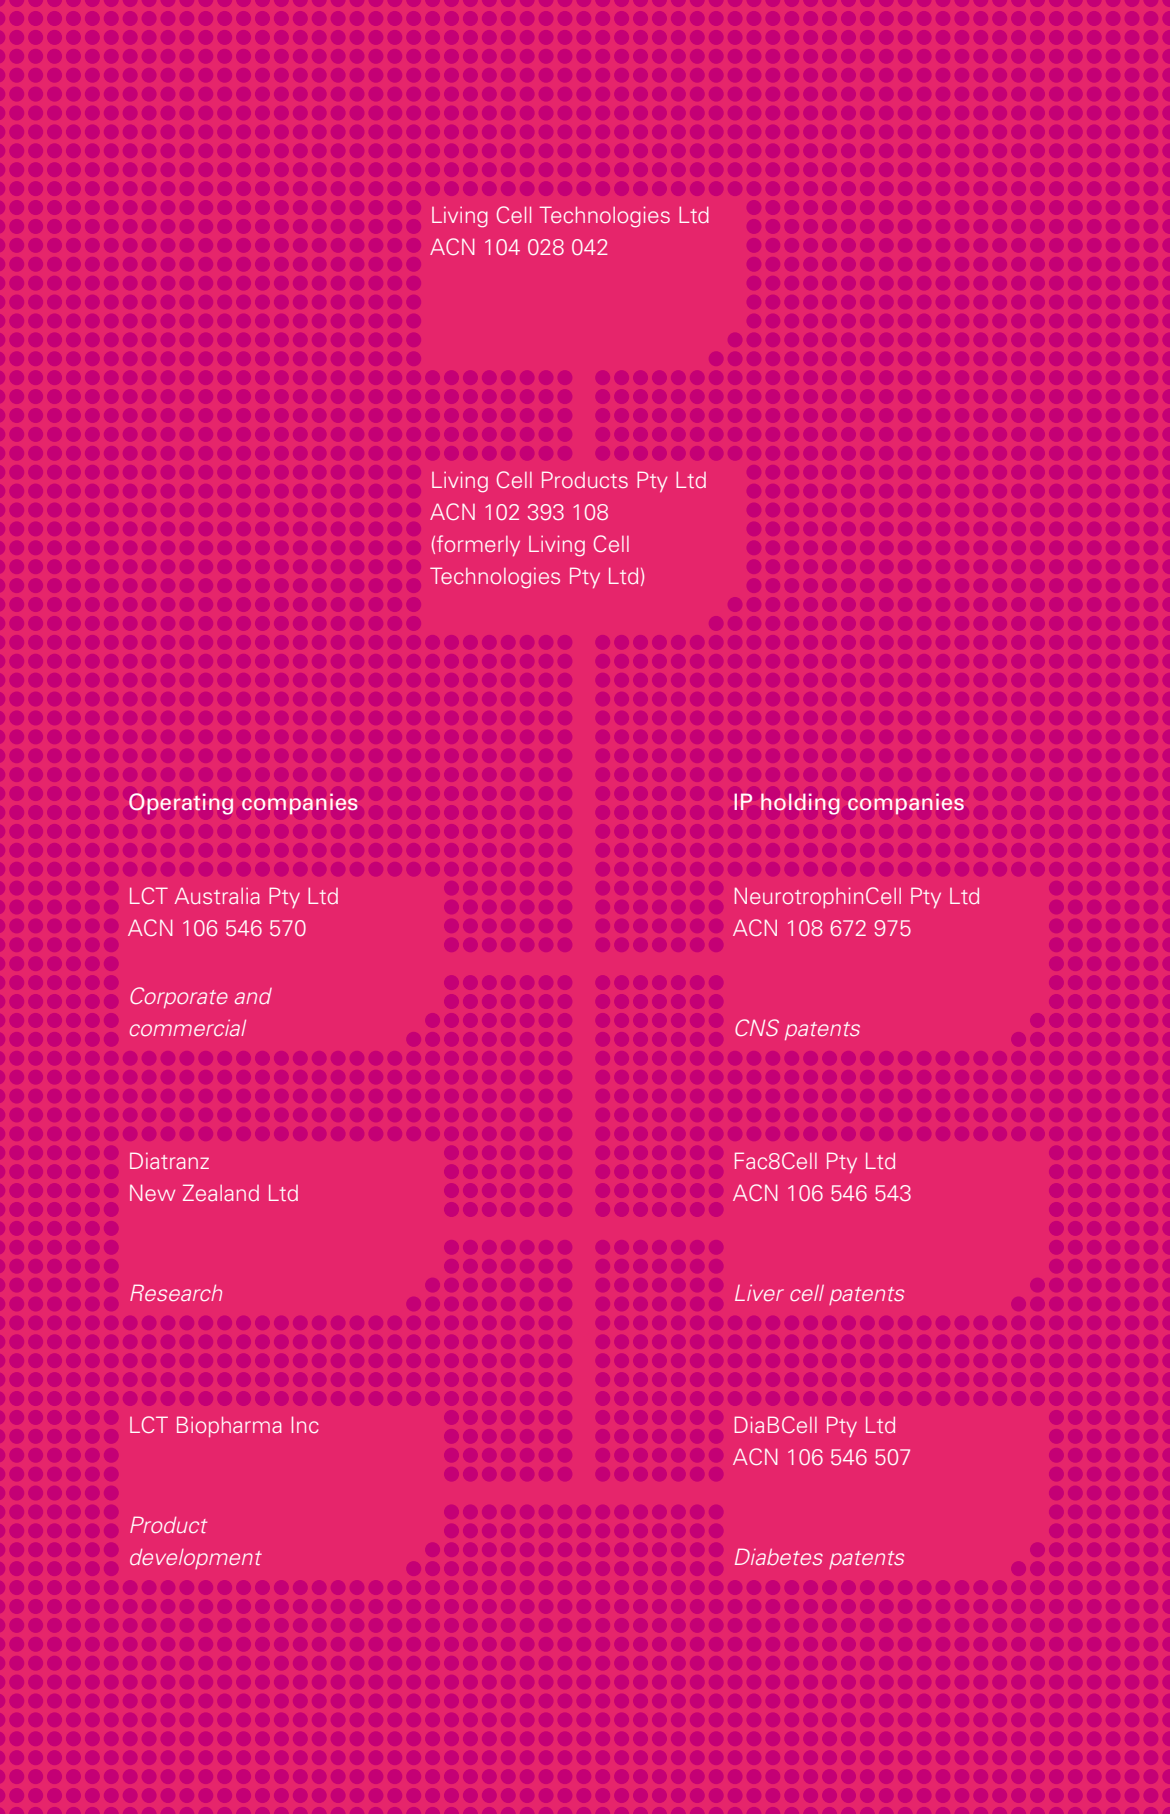 Living Cell Technologies Ltd
ACN 104 028 042
Living Cell Products Pty Ltd
ACN 102 393 108
(formerly Living Cell
Technologies Pty Ltd)
Operating companies
LCT Australia Pty Ltd
ACN 106 546 570
Corporate and
commercial
Diatranz
New Zealand Ltd
Research
LCT Biopharma Inc
Product
development
IP holding companies
NeurotrophinCell Pty Ltd
ACN 108 672 975
CNS patents
Fac8Cell Pty Ltd
ACN 106 546 543
Liver cell patents
DiaBCell Pty Ltd
ACN 106 546 507
Diabetes patents